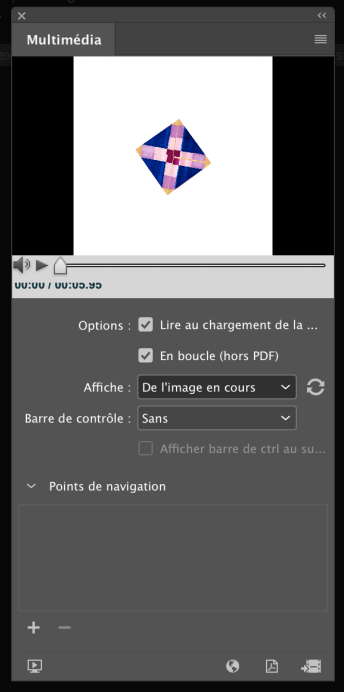 Multimédia
00:00 / 00:05.95
Options : Lire au chargement de la ...
En boucle (hors PDF)
Affiche : De l'image en cours
Barre de contrôle : Sans
Afficher barre de ctrl au su...
Points de navigation